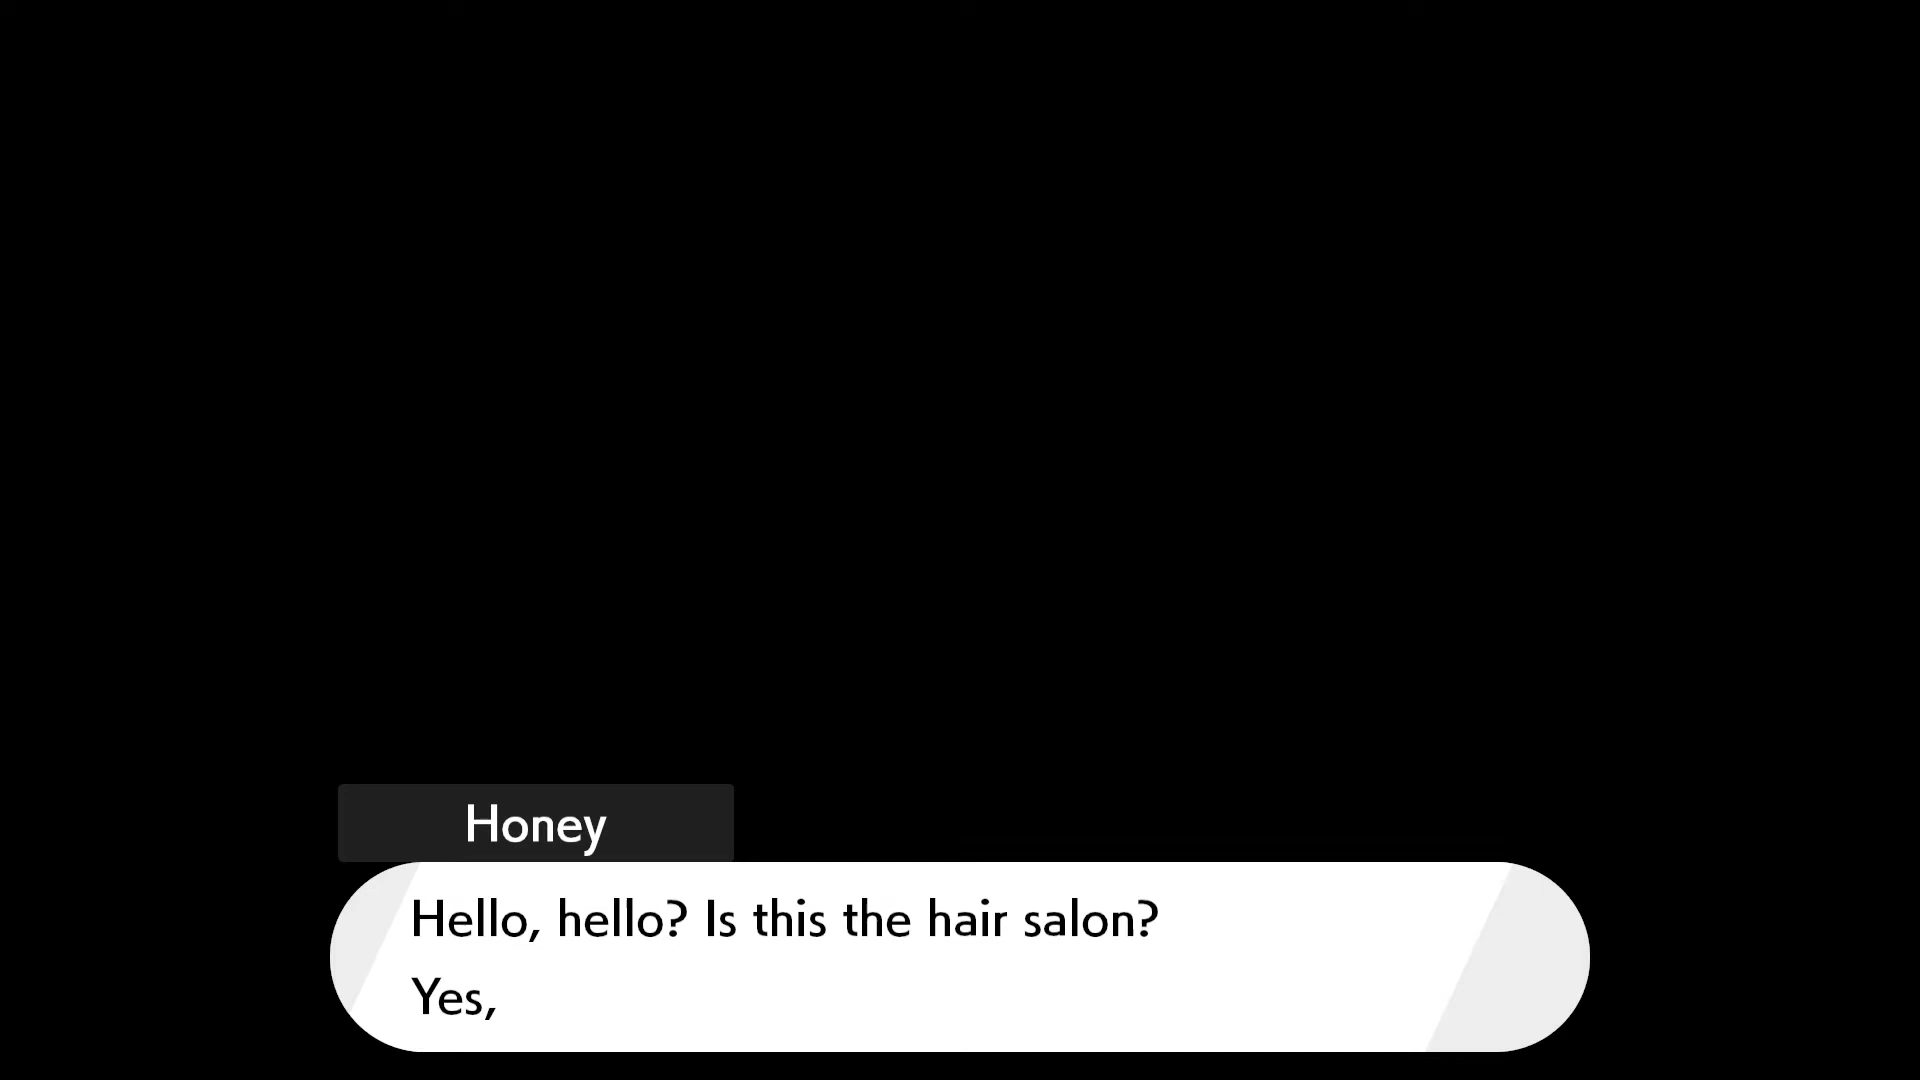 Honey
Hello, hello? Is this the hair salon?
Yes,